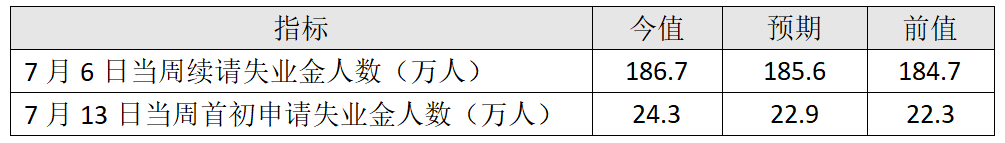 指标 今值 预期 前值
7 月 6 日当周续请失业金人数（万人） 186.7 185.6 184.7
7 月 13 日当周首初申请失业金人数（万人） 24.3 22.9 22.3